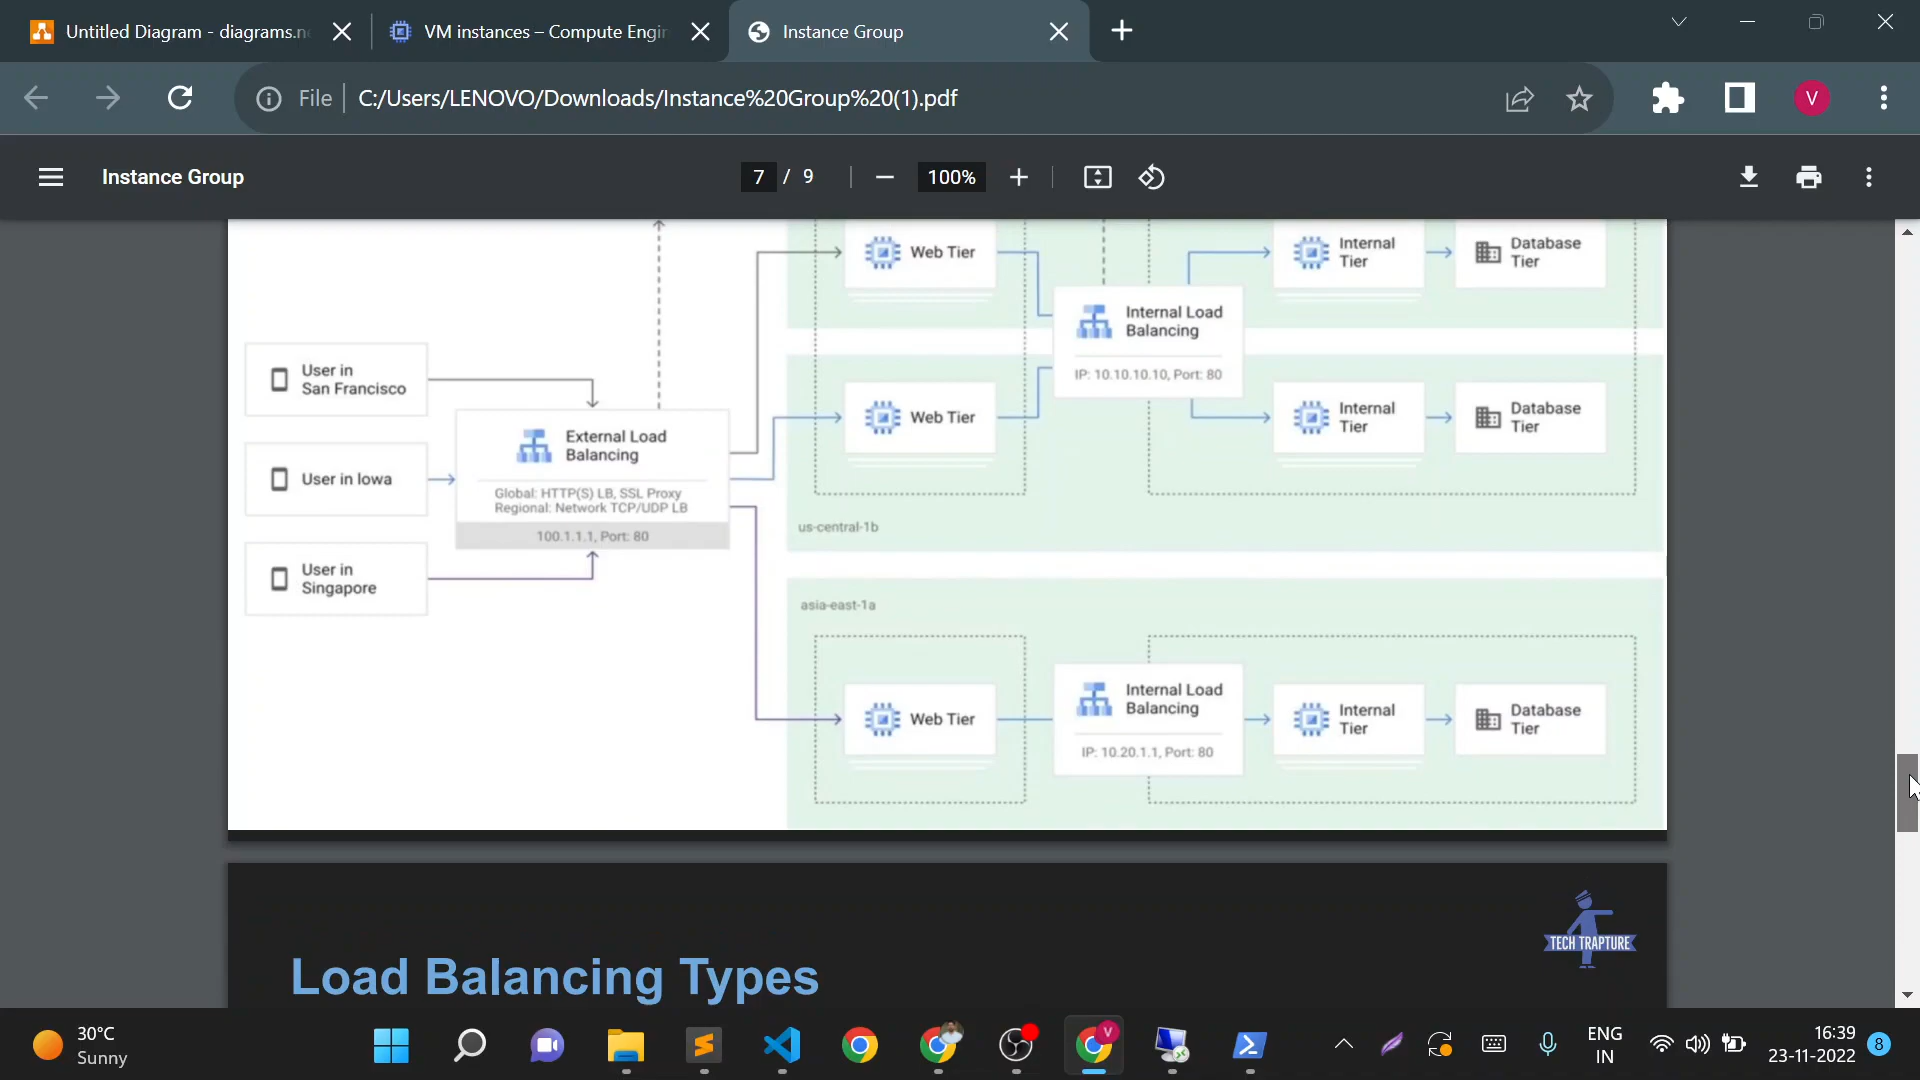 Untitled Diagram - diagrams.n
VM instances – Compute Engi
Instance Group
File
C:/Users/LENOVO/Downloads/Instance%20Group%20(1).pdf
V
Instance Group
7 / 9
100%
Web Tier
Internal
Tier
Database
Tier
Internal Load
Balancing
IP: 10.10.10.10, Port: 80
User in
San Francisco
Web Tier
Internal
Tier
Database
Tier
External Load
Balancing
User in Iowa
Global: HTTP(S) LB, SSL Proxy
Regional: Network TCP/UDP LB
100.1.1.1, Port: 80
us-central-1b
User in
Singapore
asia-east-1a
Web Tier
Internal Load
Balancing
IP: 10.20.1.1, Port: 80
Internal
Tier
Database
Tier
TECH TRAPTURE
Load Balancing Types
30°C
Sunny
V
ENG
IN
16:39
23-11-2022
8